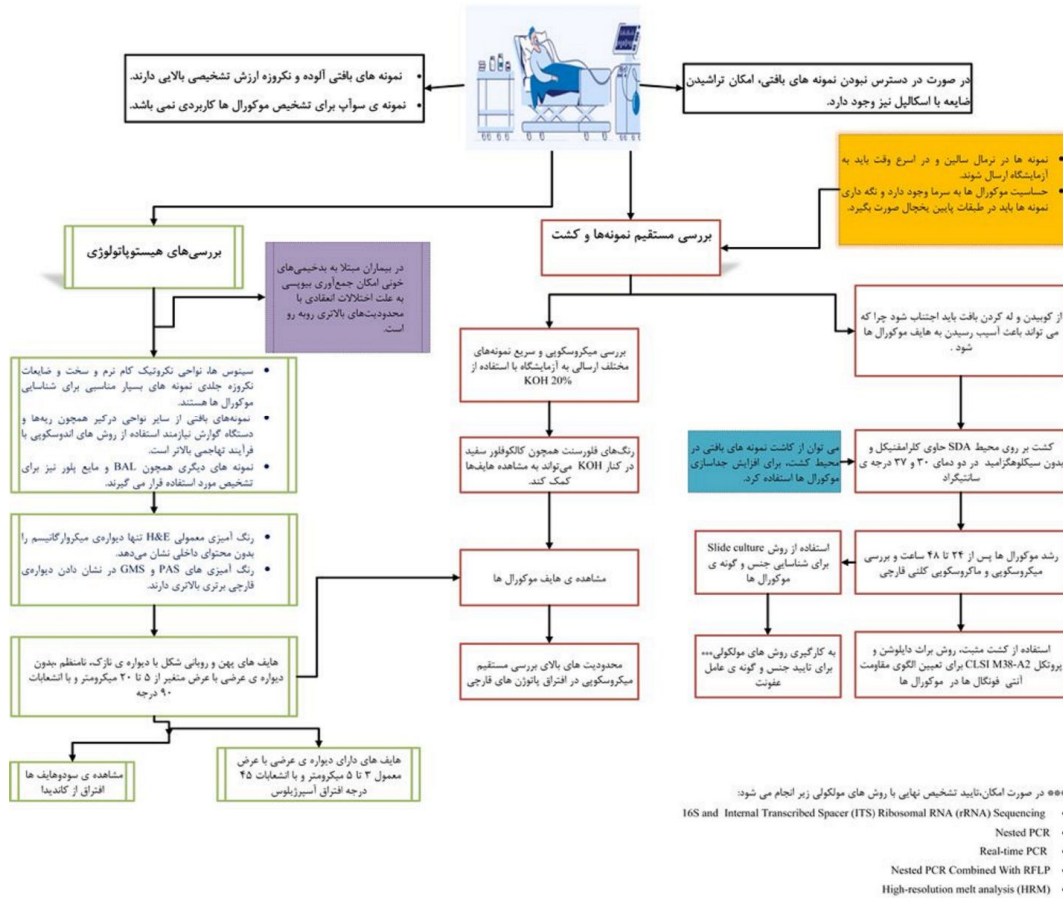 نمونه های بافتی آلوده و نکروزه ارزش تشخیصی بالایی دارند.
نمونه ی سوآپ برای تشخیص موکورال ها کاربردی نمی باشد.
در صورت در دسترس نبودن نمونه های بافتی، امکان تراشیدن
ضایعه با اسکالپل نیز وجود دارد.
نمونه ها در نرمال سالین و در اسرع وقت باید به
آزمایشگاه ارسال شوند.
حساسیت موکورال ها به سرما وجود دارد و نگه داری
نمونه ها باید در طبقات پایین یخچال صورت بگیرد.
بررسی مستقیم نمونه‌ها و کشت
بررسی‌های هیستوپاتولوژی
در بیماران مبتلا به بدخیمی‌های
خونی امکان جمع‌آوری بیوپسی
به علت اختلالات انعقادی با
محدودیت‌های بالاتری روبه رو
است.
از کوبیدن و له کردن بافت باید اجتناب شود چرا که
می تواند باعث آسیب رسیدن به هایف موکورال ها
شود .
بررسی میکروسکوپی و سریع نمونه‌های
مختلف ارسالی به آزمایشگاه با استفاده از
KOH 20%
سینوس ها، نواحی نکروتیک کام نرم و سخت و ضایعات
نکروزه جلدی نمونه های بسیار مناسبی برای شناسایی
موکورال ها هستند.
نمونه‌های بافتی از سایر نواحی درکیر همچون ریه‌ها و
دستگاه گوارش نیازمند استفاده از روش های اندوسکوپی با
فرآیند تهاجمی بالاتر است.
نمونه های دیگری همچون BAL و مایع پلور نیز برای
تشخیص مورد استفاده قرار می گیرند.
کشت بر روی محیط SDA حاوی کلرامفنیکل و
بدون سیکلوهگزامید در دو دمای ۳۰ و ۳۷ درجه ی
سانتیگراد
می توان از کاشت نمونه های بافتی در
محیط کشت، برای افزایش جداسازی
موکورال ها استفاده کرد.
رنگ‌های فلورسنت همچون کالکوفلور سفید
در کنار KOH می‌تواند به مشاهده هایف‌ها
کمک کند.
رنگ آمیزی معمولی H&E تنها دیواره‌ی میکروارگانیسم را
بدون محتوای داخلی نشان می‌دهد.
رنگ آمیزی های PAS و GMS در نشان دادن دیواره‌ی
قارچی برتری بالاتری دارند.
رشد موکورال ها پس از ۲۴ تا ۴۸ ساعت و بررسی
میکروسکوپی و ماکروسکوپی کلنی قارچی
استفاده از روش Slide culture
برای شناسایی جنس و گونه ی
موکورال ها
مشاهده ی هایف موکورال ها
هایف های پهن و روبانی شکل با دیواره ی نازک، نامنظم ،بدون
دیواره ی عرضی با عرض متغیر از ۵ تا ۲۰ میکرومتر و با انشعابات
۹۰ درجه
محدودیت های بالای بررسی مستقیم
میکروسکوپی در افتراق پاتوژن های قارچی
به کارگیری روش های مولکولی***
برای تایید جنس و گونه ی عامل
عفونت
استفاده از کشت مثبت، روش براث دایلوشن و
پروتکل CLSI M38-A2 برای تعیین الگوی مقاومت
آنتی فونگال ها در موکورال ها
هایف های دارای دیواره ی عرضی با عرض
معمول ۳ تا ۵ میکرومتر و با انشعابات ۴۵
درجه افتراق آسپرژیلوس
مشاهده ی سودوهایف ها
افتراق از کاندیدا
*** در صورت امکان،تایید تشخیص نهایی با روش های مولکولی زیر انجام می شود:
16S and Internal Transcribed Spacer (ITS) Ribosomal RNA (rRNA) Sequencing
Nested PCR
Real-time PCR
Nested PCR Combined With RFLP
High-resolution melt analysis (HRM)